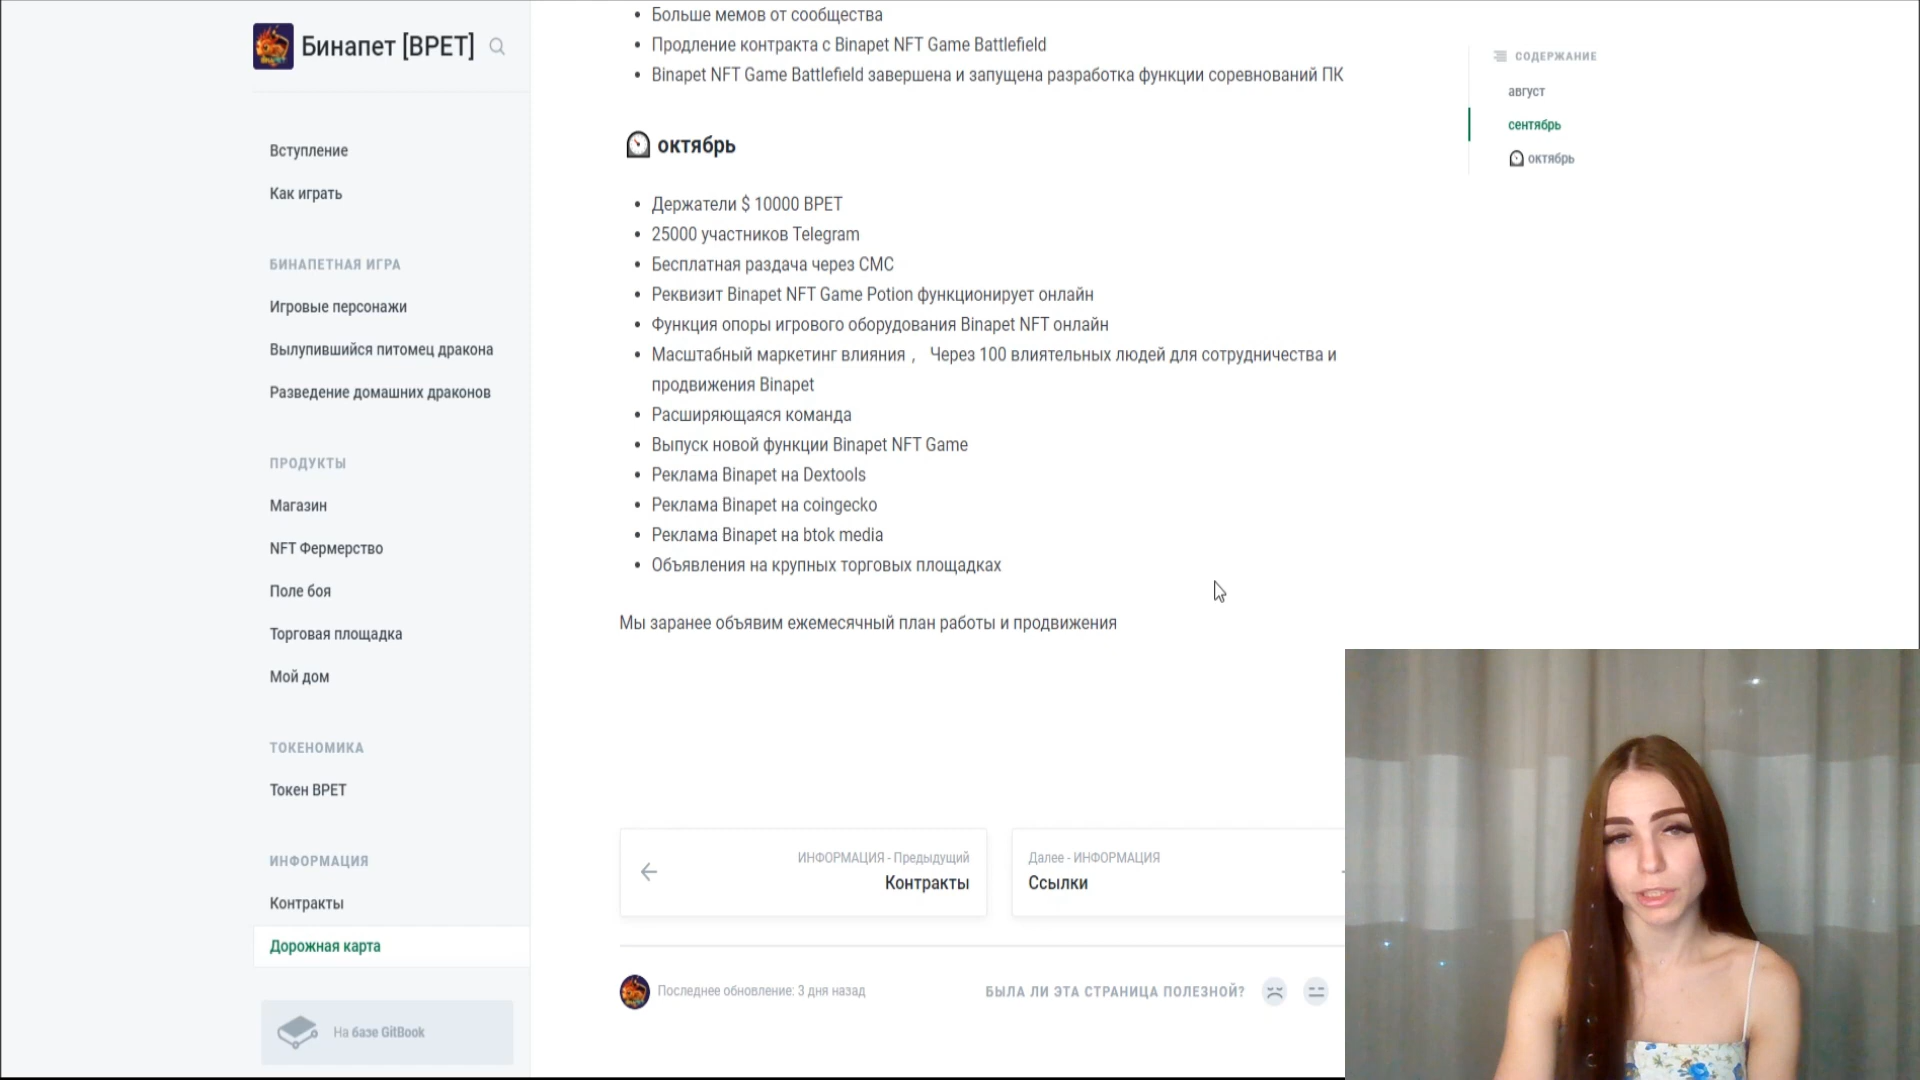 Бинапет [BPET]
Вступление
Как играть
БИНАПЕТНАЯ ИГРА
Игровые персонажи
Вылупившийся питомец дракона
Разведение домашних драконов
ПРОДУКТЫ
Магазин
NFT Фермерство
Поле боя
Торговая площадка
Мой дом
ТОКЕНОМИКА
Токен BPET
ИНФОРМАЦИЯ
Контракты
Дорожная карта
На базе GitBook
Больше мемов от сообщества
Продление контракта с Binapet NFT Game Battlefield
Binapet NFT Game Battlefield завершена и запущена разработка функции соревнований ПК
октябрь
Держатели $ 10000 BPET
25000 участников Telegram
Бесплатная раздача через СМС
Реквизит Binapet NFT Game Potion функционирует онлайн
Функция опоры игрового оборудования Binapet NFT онлайн
Масштабный маркетинг влияния， Через 100 влиятельных людей для сотрудничества и
продвижения Binapet
Расширяющаяся команда
Выпуск новой функции Binapet NFT Game
Реклама Binapet на Dextools
Реклама Binapet на coingecko
Реклама Binapet на btok media
Объявления на крупных торговых площадках
Мы заранее объявим ежемесячный план работы и продвижения
ИНФОРМАЦИЯ - Предыдущий
Контракты
Далее - ИНФОРМАЦИЯ
Ссылки
Последнее обновление: 3 дня назад
БЫЛА ЛИ ЭТА СТРАНИЦА ПОЛЕЗНОЙ?
СОДЕРЖАНИЕ
август
сентябрь
октябрь